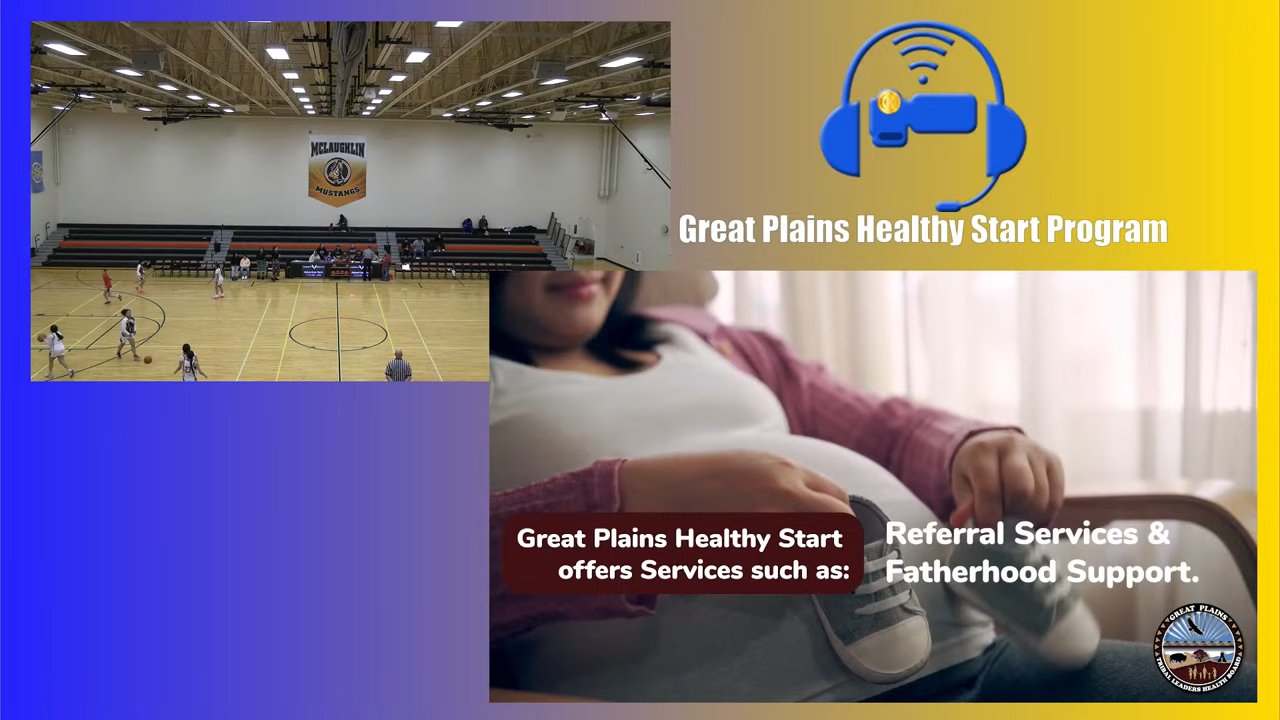 MCLAUGHLIN
MUSTANGS
Great Plains Healthy Start Program
Great Plains Healthy Start
offers Services such as:
Referral Services &
Fatherhood Support.
GREAT PLAINS
TRIBAL LEADERS HEALTH BOARD
23